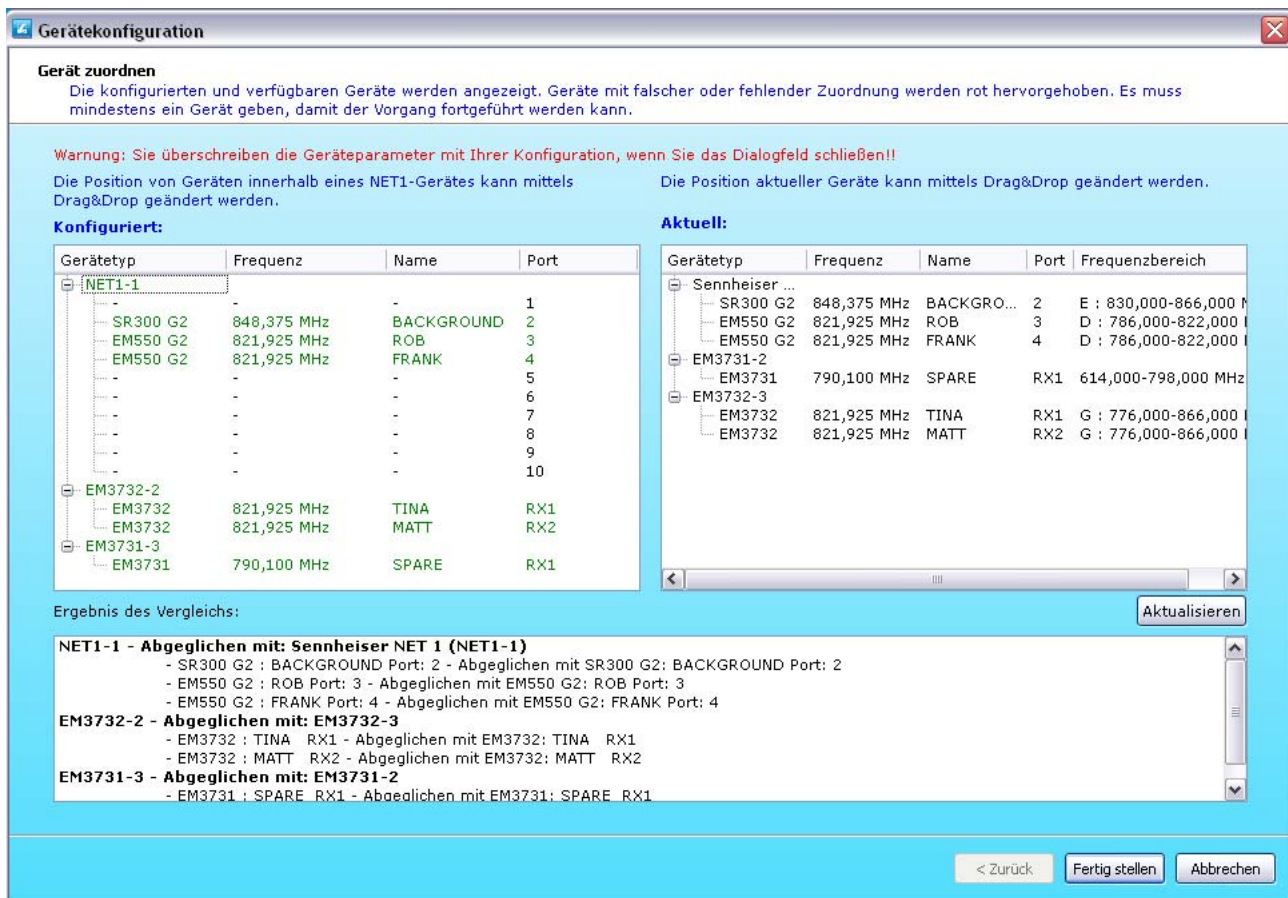 Gerätekonfiguration
Gerät zuordnen
Die konfigurierten und verfügbaren Geräte werden angezeigt. Geräte mit falscher oder fehlender Zuordnung werden rot hervorgehoben. Es muss
mindestens ein Gerät geben, damit der Vorgang fortgeführt werden kann.
Warnung: Sie überschreiben die Geräteparameter mit Ihrer Konfiguration, wenn Sie das Dialogfeld schließen!!
Die Position von Geräten innerhalb eines NET1-Gerätes kann mittels
Drag&Drop geändert werden.
Konfiguriert:
Gerätetyp Frequenz Name Port
NET1-1
- - - 1
SR300 G2 848,375 MHz BACKGROUND 2
EM550 G2 821,925 MHz ROB 3
EM550 G2 821,925 MHz FRANK 4
- - - 5
- - - 6
- - - 7
- - - 8
- - - 9
- - - 10
EM3732-2
EM3732 821,925 MHz TINA RX1
EM3732 821,925 MHz MATT RX2
EM3731-3
EM3731 790,100 MHz SPARE RX1
Die Position aktueller Geräte kann mittels Drag&Drop geändert werden.
Aktuell:
Gerätetyp Frequenz Name Port Frequenzbereich
Sennheiser ...
SR300 G2 848,375 MHz BACKGRO... 2 E : 830,000-866,000
EM550 G2 821,925 MHz ROB 3 D : 786,000-822,000
EM550 G2 821,925 MHz FRANK 4 D : 786,000-822,000
EM3731-2
EM3731 790,100 MHz SPARE RX1 614,000-798,000 MHz
EM3732-3
EM3732 821,925 MHz TINA RX1 G : 776,000-866,000
EM3732 821,925 MHz MATT RX2 G : 776,000-866,000
Aktualisieren
Ergebnis des Vergleichs:
NET1-1 - Abgeglichen mit: Sennheiser NET 1 (NET1-1)
- SR300 G2 : BACKGROUND Port: 2 - Abgeglichen mit SR300 G2: BACKGROUND Port: 2
- EM550 G2 : ROB Port: 3 - Abgeglichen mit EM550 G2: ROB Port: 3
- EM550 G2 : FRANK Port: 4 - Abgeglichen mit EM550 G2: FRANK Port: 4
EM3732-2 - Abgeglichen mit: EM3732-3
- EM3732 : TINA RX1 - Abgeglichen mit EM3732: TINA RX1
- EM3732 : MATT RX2 - Abgeglichen mit EM3732: MATT RX2
EM3731-3 - Abgeglichen mit: EM3731-2
- EM3731 : SPARE RX1 - Abgeglichen mit EM3731: SPARE RX1
< Zurück Fertig stellen Abbrechen